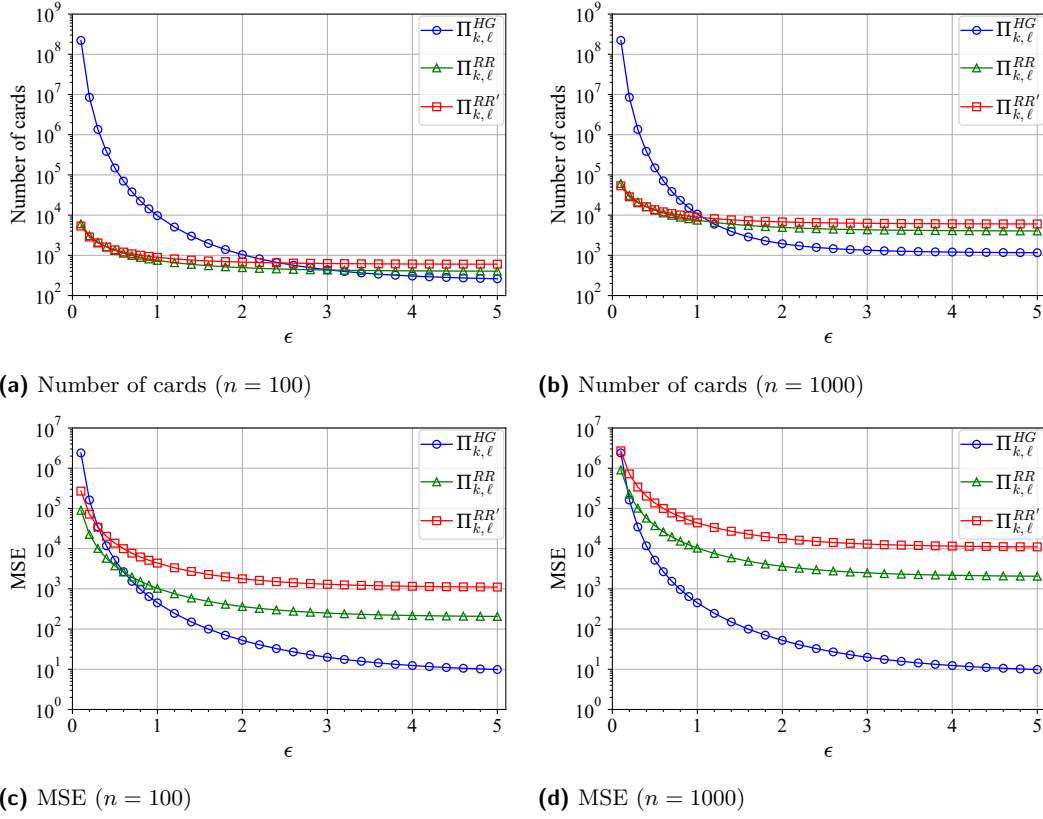 10^9
10^8
10^7
10^6
10^5
10^4
10^3
10^2
Number of cards
0 1 2 3 4 5
ϵ
Π^{HG}_{k,ℓ}
Π^{RR}_{k,ℓ}
Π^{RR'}_{k,ℓ}
(a) Number of cards (n = 100)
10^9
10^8
10^7
10^6
10^5
10^4
10^3
10^2
Number of cards
0 1 2 3 4 5
ϵ
Π^{HG}_{k,ℓ}
Π^{RR}_{k,ℓ}
Π^{RR'}_{k,ℓ}
(b) Number of cards (n = 1000)
10^7
10^6
10^5
10^4
10^3
10^2
10^1
10^0
MSE
0 1 2 3 4 5
ϵ
Π^{HG}_{k,ℓ}
Π^{RR}_{k,ℓ}
Π^{RR'}_{k,ℓ}
(c) MSE (n = 100)
10^7
10^6
10^5
10^4
10^3
10^2
10^1
10^0
MSE
0 1 2 3 4 5
ϵ
Π^{HG}_{k,ℓ}
Π^{RR}_{k,ℓ}
Π^{RR'}_{k,ℓ}
(d) MSE (n = 1000)